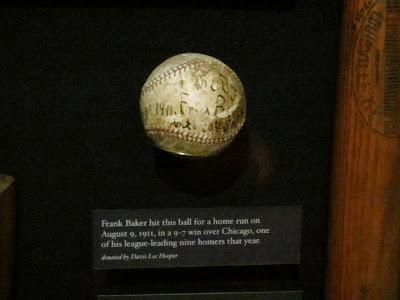 1911. Fran B
Frank Baker hit this ball for a home run on
August 9, 1911, in a 9-7 win over Chicago, one
of his league-leading nine homers that year.
donated by Davis Lee Hooper